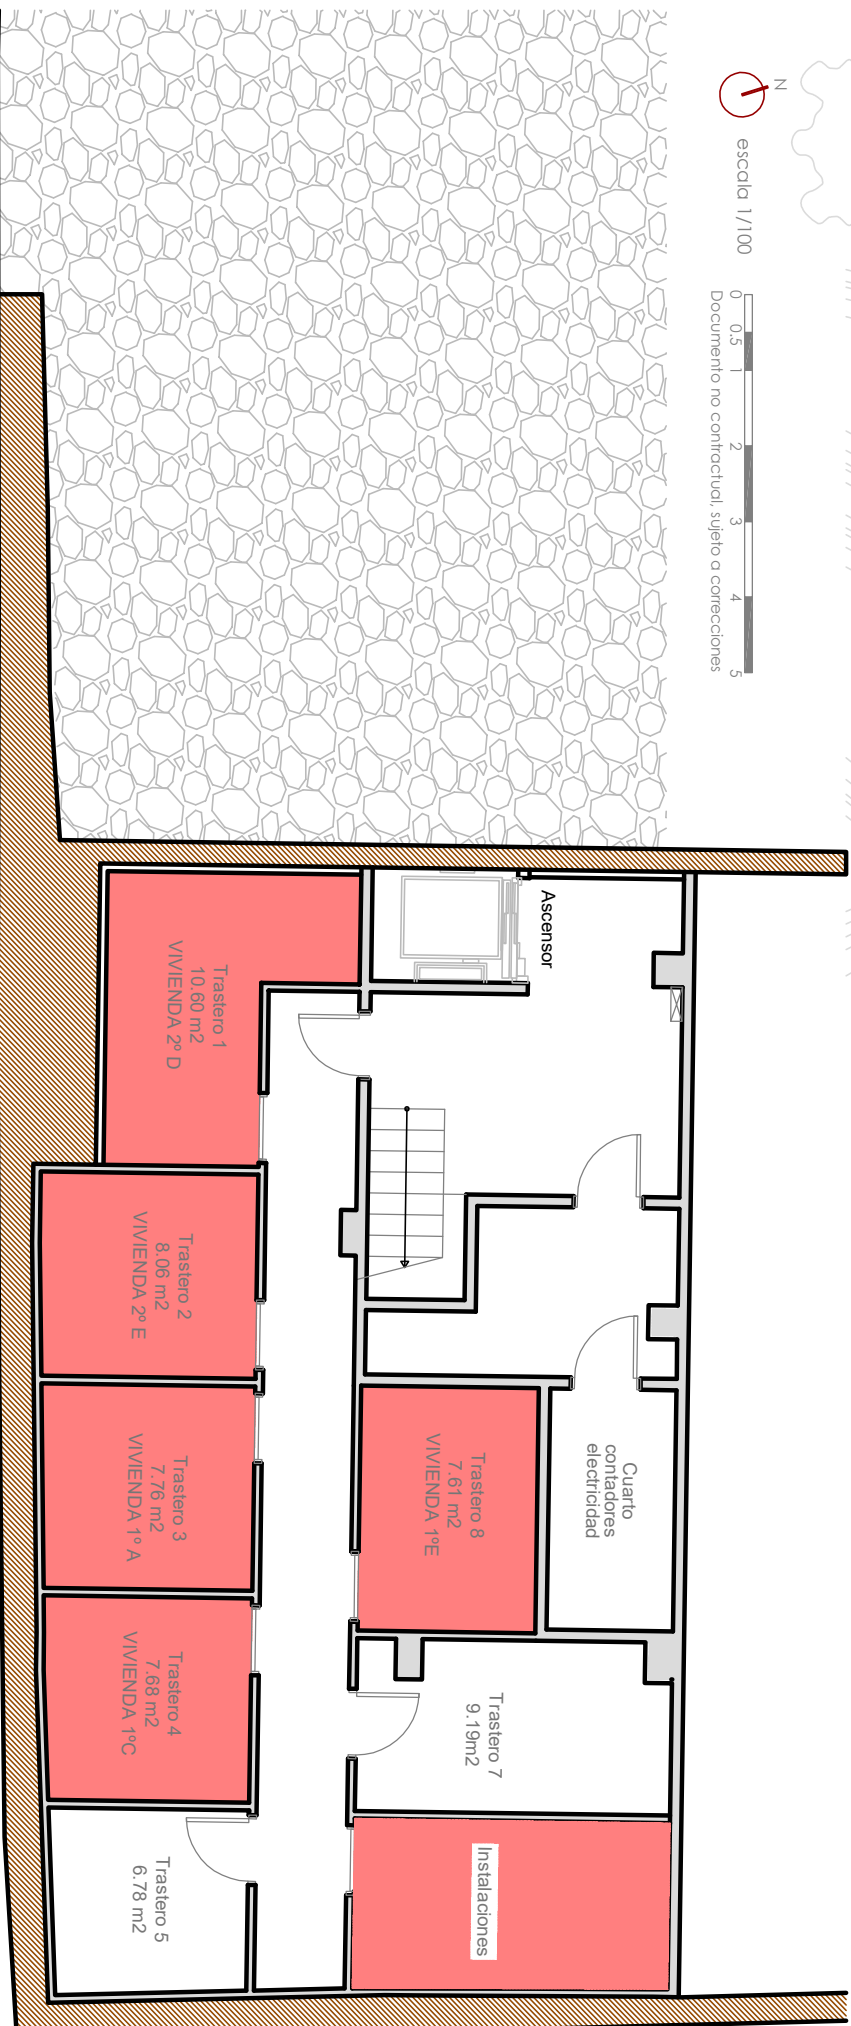 N
escala 1/100
0 0.5 1 2 3 4 5
Documento no contractual, sujeto a correcciones
Ascensor
Cuarto
contadores
electricidad
Trastero 1
10.60 m2
VIVIENDA 2º D
Trastero 2
8.06 m2
VIVIENDA 2º E
Trastero 3
7.76 m2
VIVIENDA 1º A
Trastero 4
7.68 m2
VIVIENDA 1ºC
Trastero 5
6.78 m2
Trastero 8
7.61 m2
VIVIENDA 1ºE
Trastero 7
9.19m2
Instalaciones